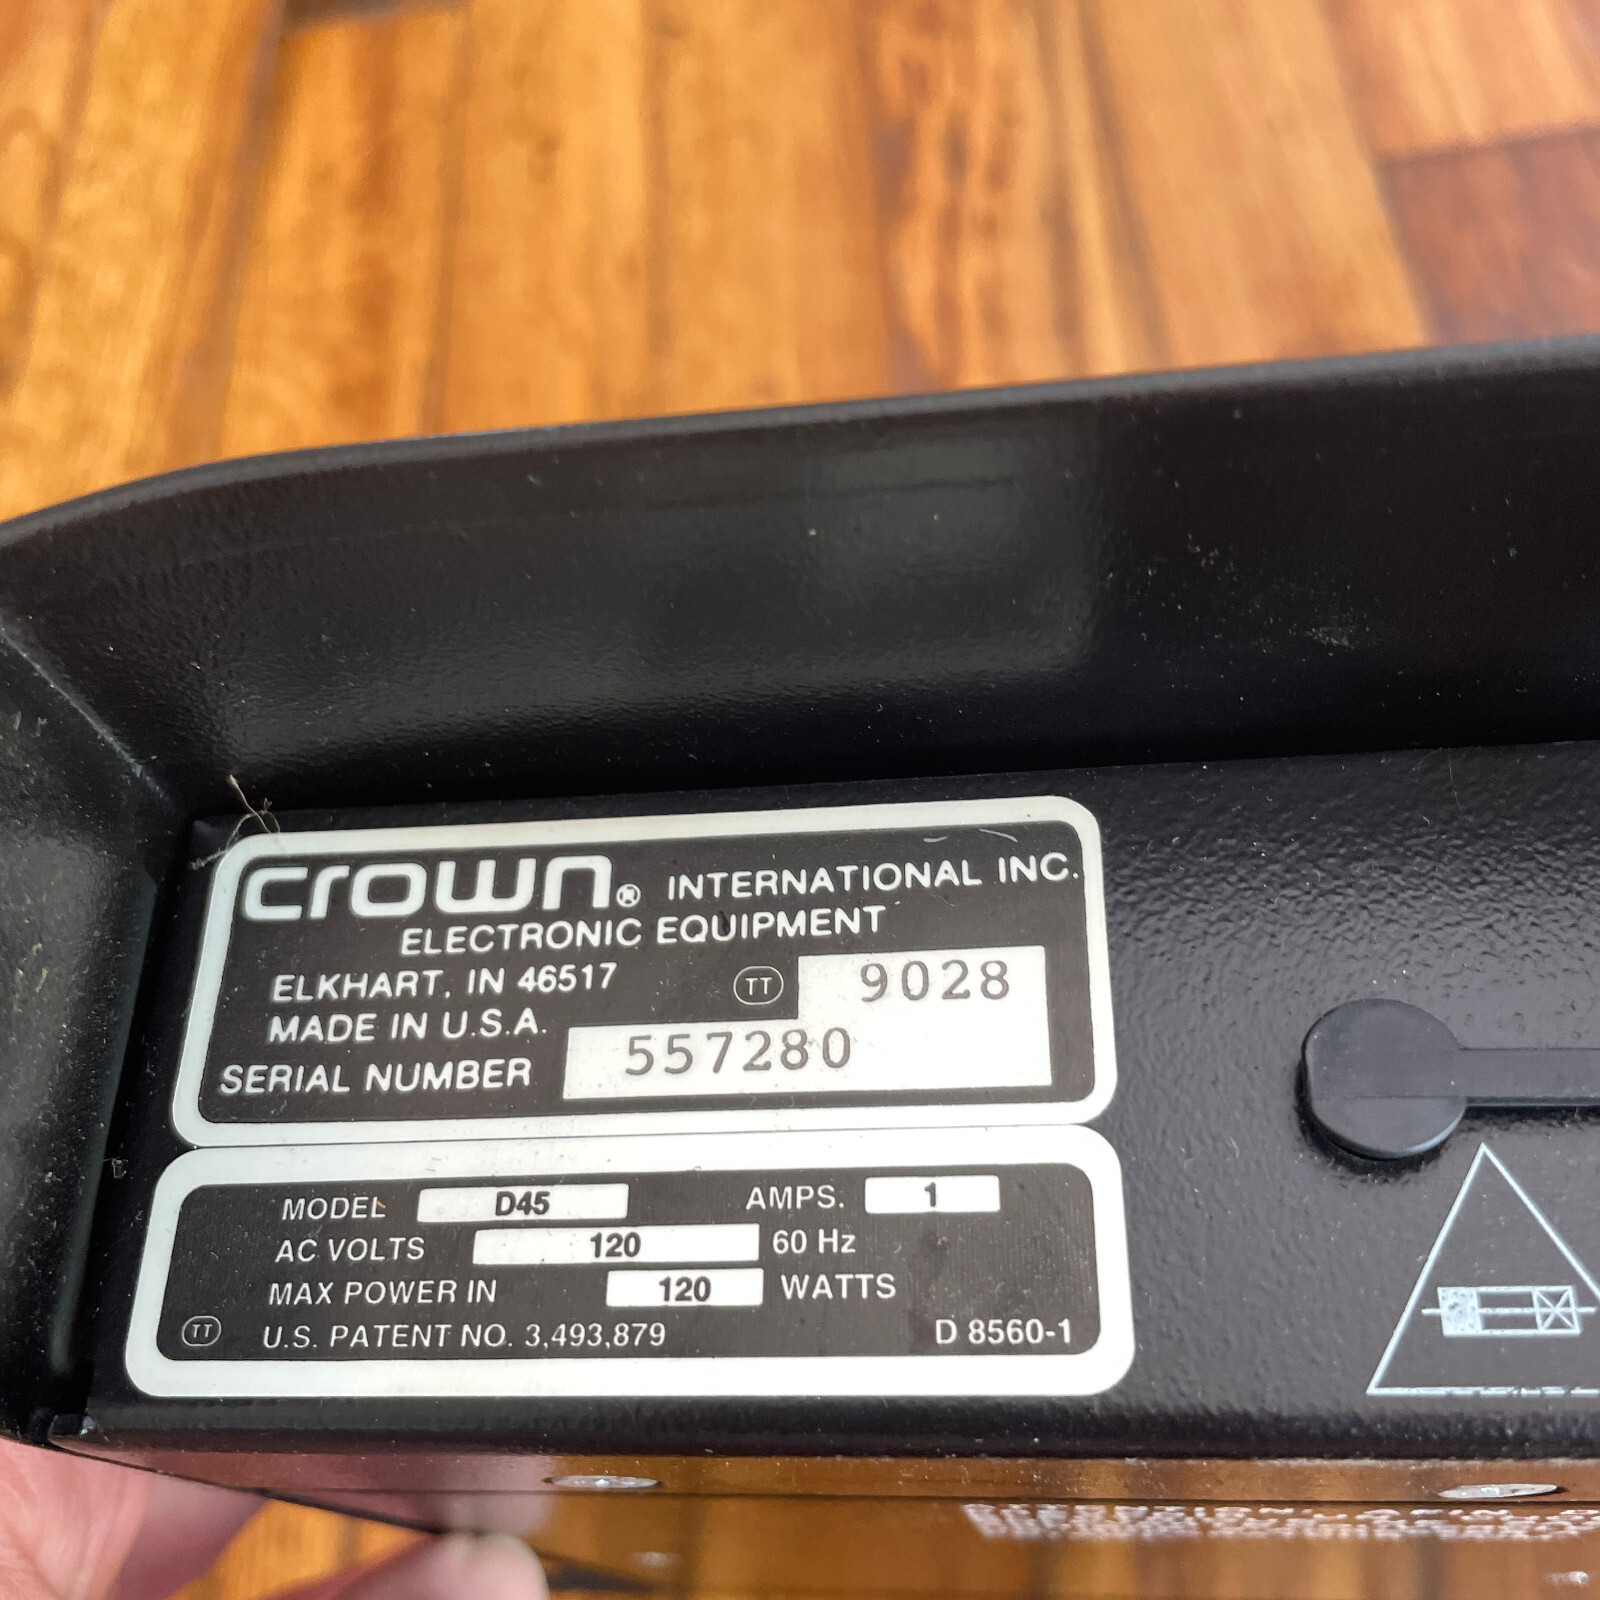 crown® INTERNATIONAL INC.
ELECTRONIC EQUIPMENT
ELKHART, IN 46517 TT 9028
MADE IN U.S.A.
SERIAL NUMBER 557280
MODEL D45 AMPS. 1
AC VOLTS 120 60 Hz
MAX POWER IN 120 WATTS
TT U.S. PATENT NO. 3,493,879 D 8560-1